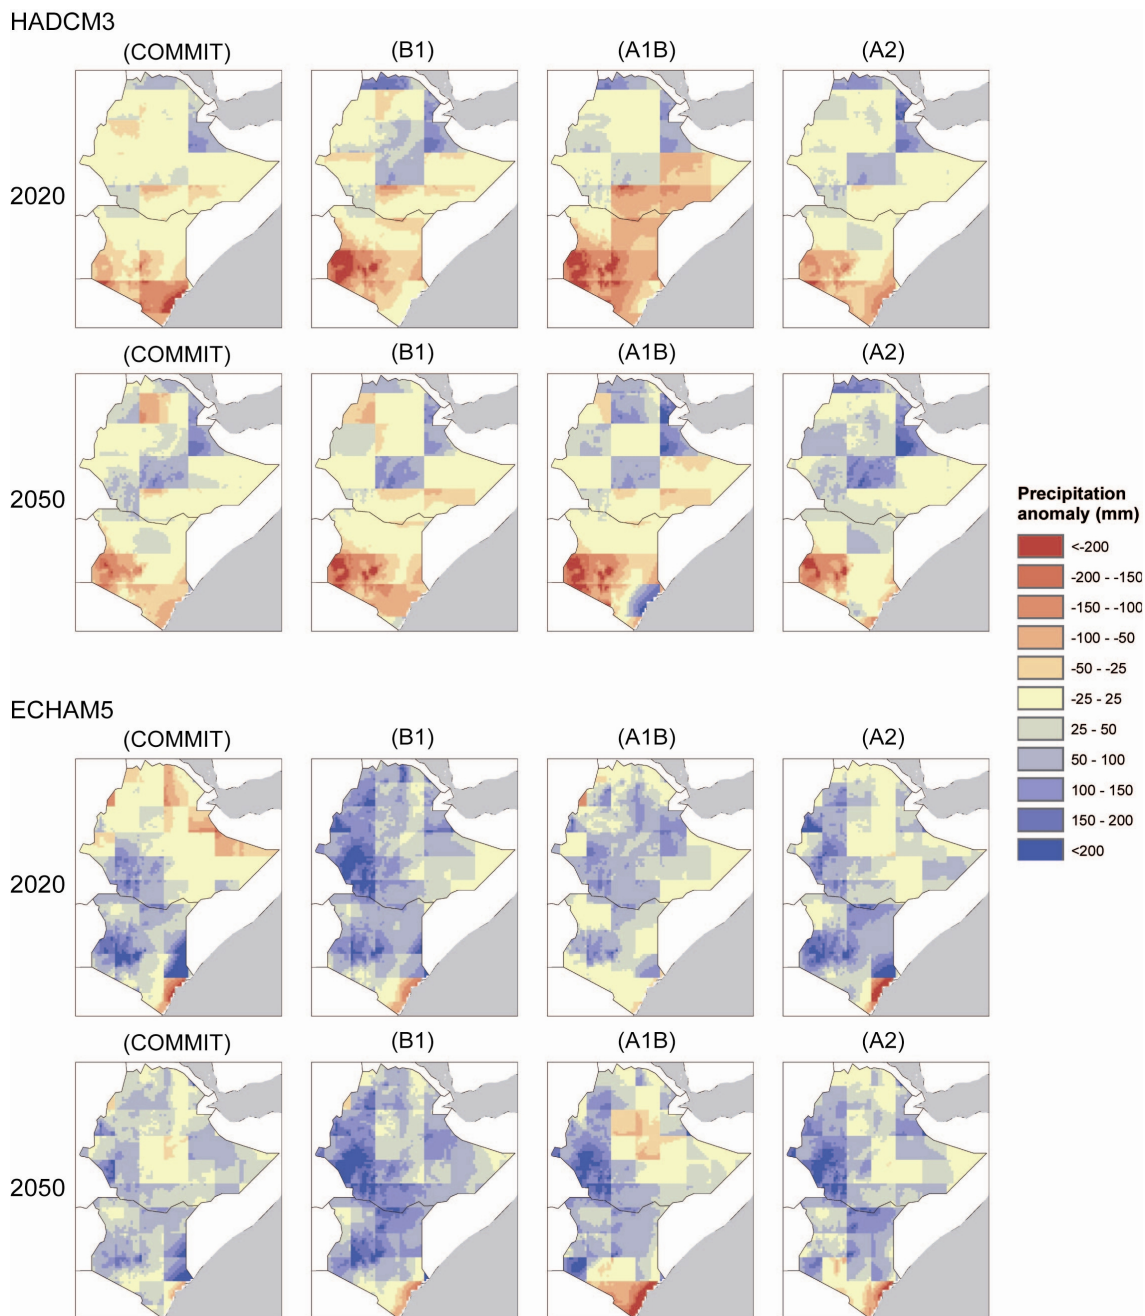 HADCM3
(COMMIT) (B1) (A1B) (A2)
2020
(COMMIT) (B1) (A1B) (A2)
2050
Precipitation
anomaly (mm)
<-200
-200 - -150
-150 - -100
-100 - -50
-50 - -25
-25 - 25
25 - 50
50 - 100
100 - 150
150 - 200
<200
ECHAM5
(COMMIT) (B1) (A1B) (A2)
2020
(COMMIT) (B1) (A1B) (A2)
2050